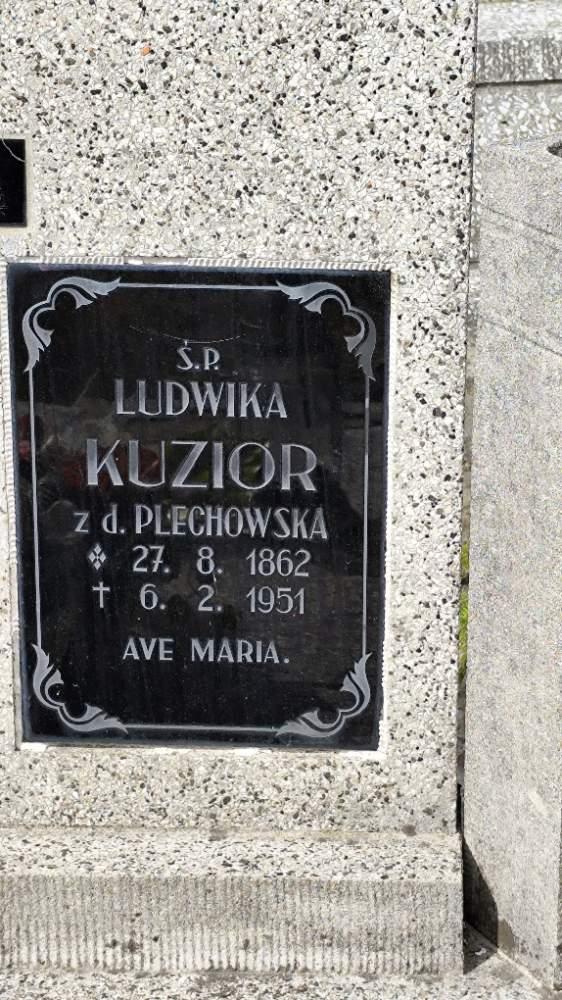 Ś.P.
LUDWIKA
KUZIOR
z d. PLECHOWSKA
27. 8. 1862
† 6. 2. 1951
AVE MARIA.